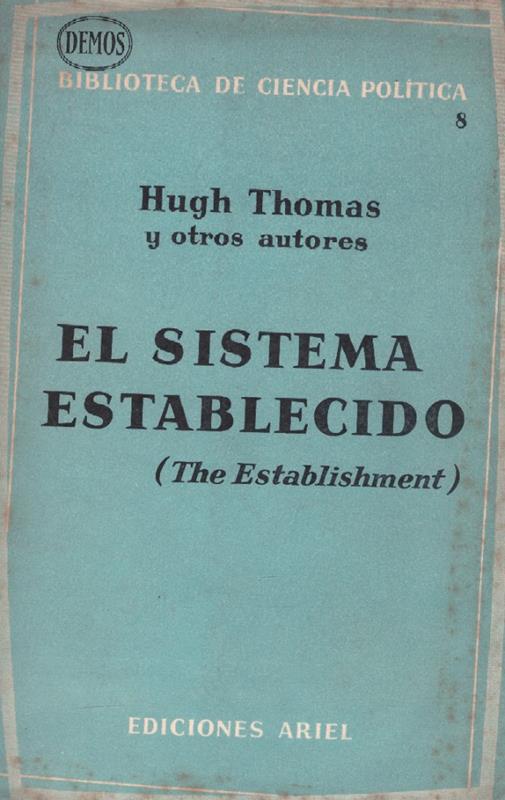 DEMOS
BIBLIOTECA DE CIENCIA POLÍTICA
8
Hugh Thomas
y otros autores
EL SISTEMA
ESTABLECIDO
(The Establishment)
EDICIONES ARIEL